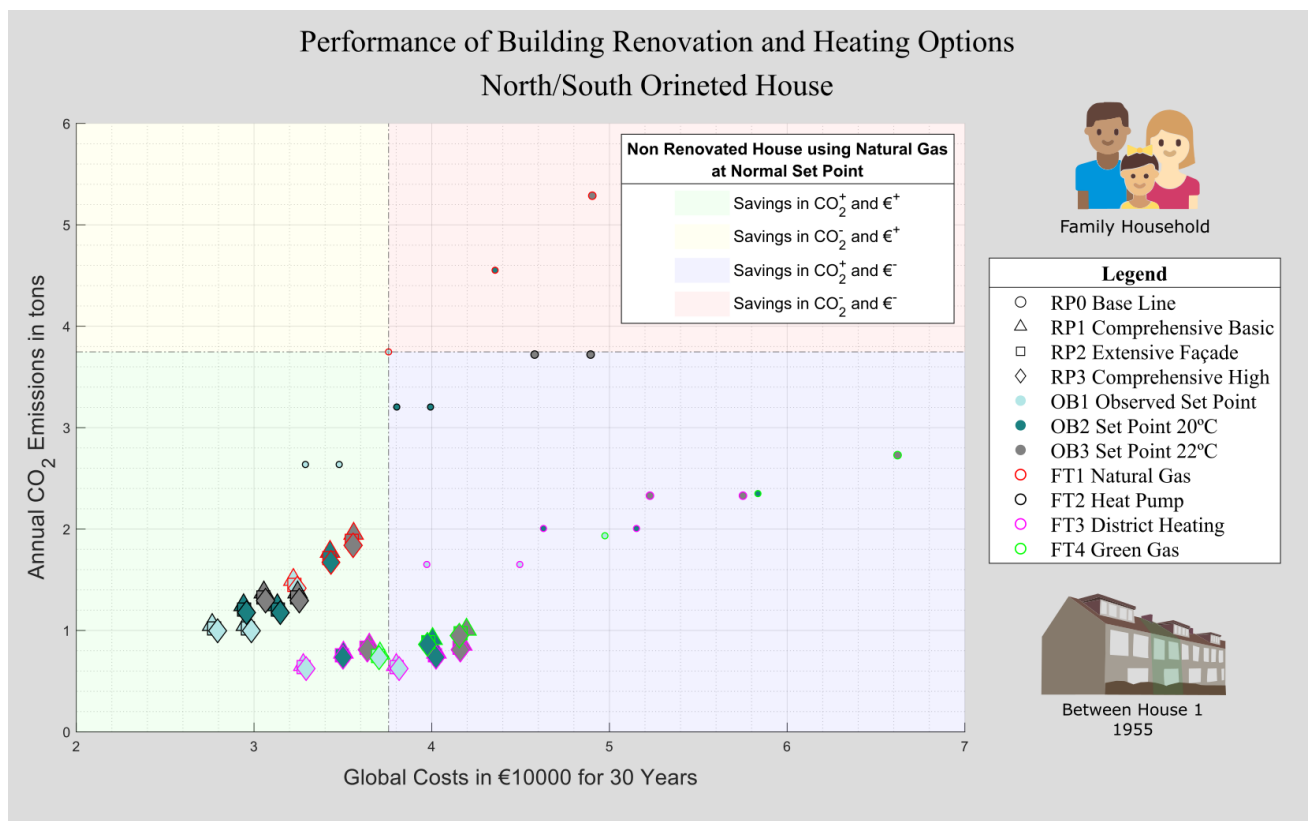 Performance of Building Renovation and Heating Options
North/South Orineted House
6
5
4
3
2
1
0
2
3
4
5
6
7
Annual CO2 Emissions in tons
Global Costs in €10000 for 30 Years
Non Renovated House using Natural Gas
at Normal Set Point
Savings in CO2+ and €+
Savings in CO2- and €+
Savings in CO2+ and €-
Savings in CO2- and €-
Family Household
Legend
RP0 Base Line
RP1 Comprehensive Basic
RP2 Extensive Façade
RP3 Comprehensive High
OB1 Observed Set Point
OB2 Set Point 20ºC
OB3 Set Point 22ºC
FT1 Natural Gas
FT2 Heat Pump
FT3 District Heating
FT4 Green Gas
Between House 1
1955